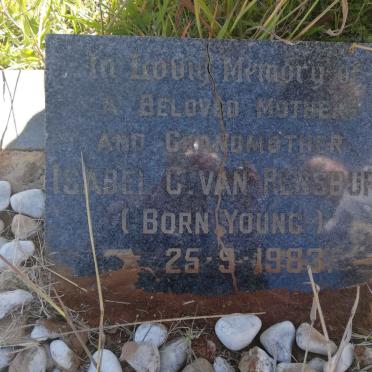 In Loving Memory of
A Beloved Mother
and Grandmother
Isabel C. van Rensburg
(Born Young)
25-9-1983